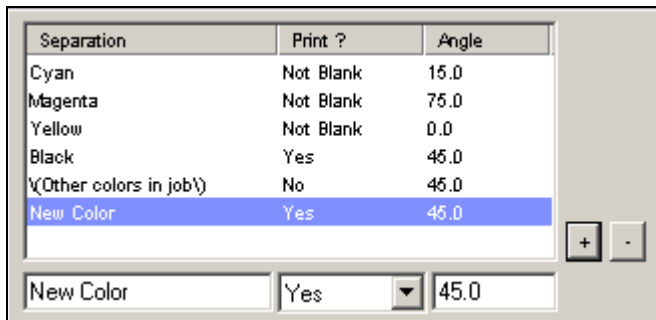 Separation Print ? Angle
Cyan Not Blank 15.0
Magenta Not Blank 75.0
Yellow Not Blank 0.0
Black Yes 45.0
\(Other colors in job\) No 45.0
New Color Yes 45.0
+ -
New Color Yes 45.0